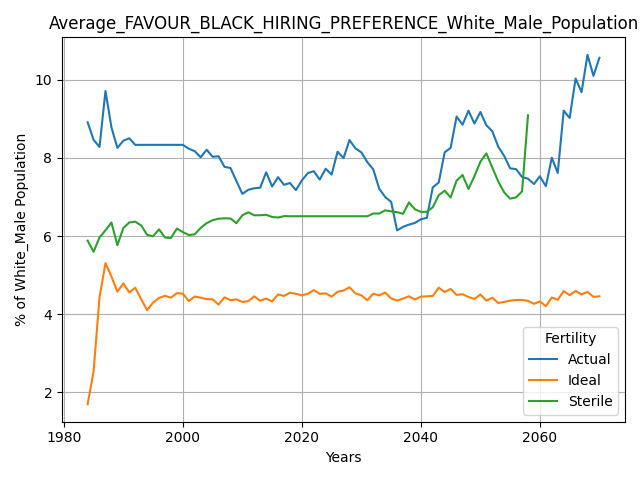 Average_FAVOUR_BLACK_HIRING_PREFERENCE_White_Male_Population
% of White_Male Population
10
8
6
4
2
1980 2000 2020 2040 2060
Years
Fertility
Actual
Ideal
Sterile